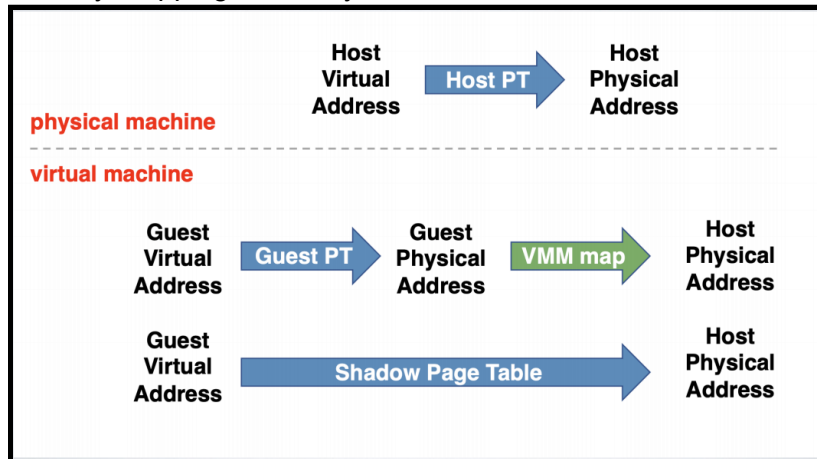 Host
Virtual
Address
Host PT
Host
Physical
Address
physical machine
virtual machine
Guest
Virtual
Address
Guest PT
Guest
Physical
Address
VMM map
Host
Physical
Address
Guest
Virtual
Address
Shadow Page Table
Host
Physical
Address